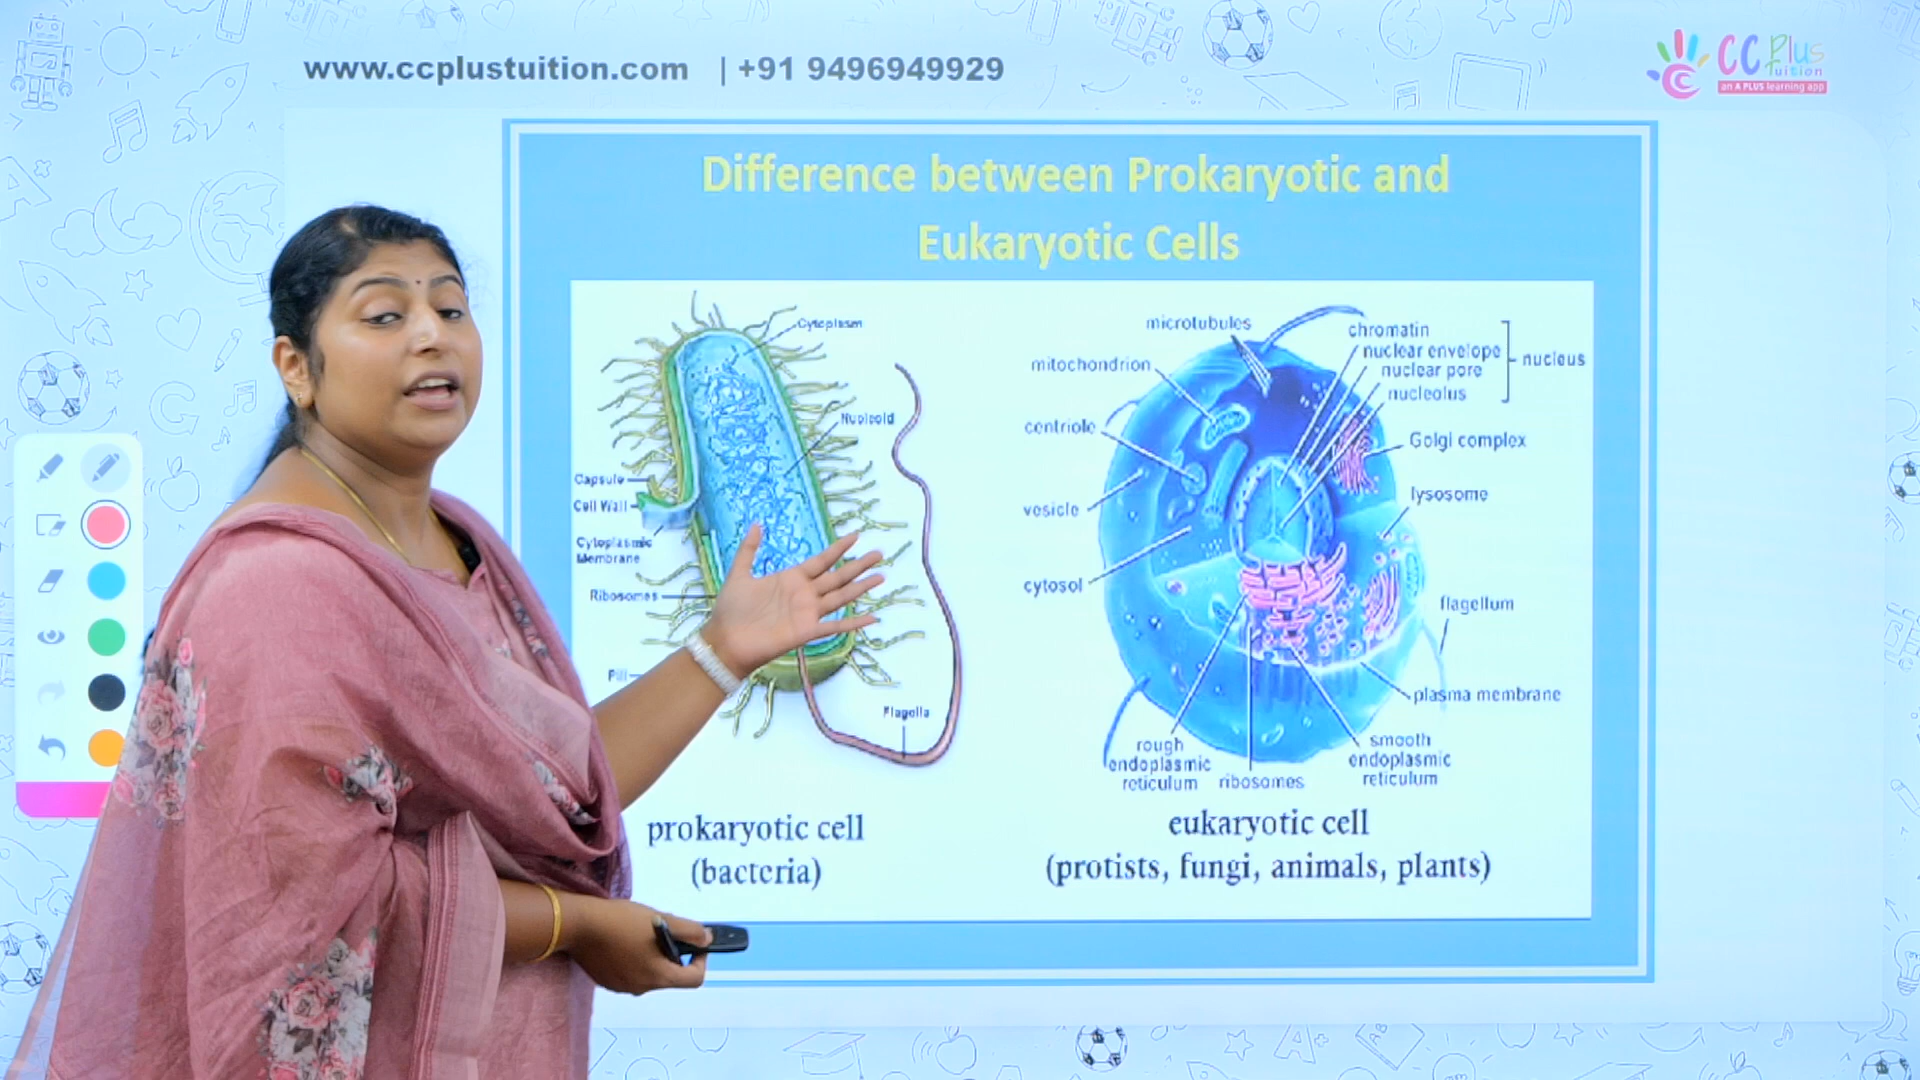 www.ccplustuition.com | +91 9496949929
CC Plus
Tuition
an A PLUS learning app
Difference between Prokaryotic and
Eukaryotic Cells
Cytoplasm
Nucleoid
Capsule
Cell Wall
Cytoplasmic
Membrane
Ribosomes
Pili
Flagella
prokaryotic cell
(bacteria)
microtubules
mitochondrion
centriole
vesicle
cytosol
chromatin
nuclear envelope
nuclear pore
nucleolus
nucleus
Golgi complex
lysosome
flagellum
plasma membrane
rough
endoplasmic
reticulum
ribosomes
smooth
endoplasmic
reticulum
eukaryotic cell
(protists, fungi, animals, plants)